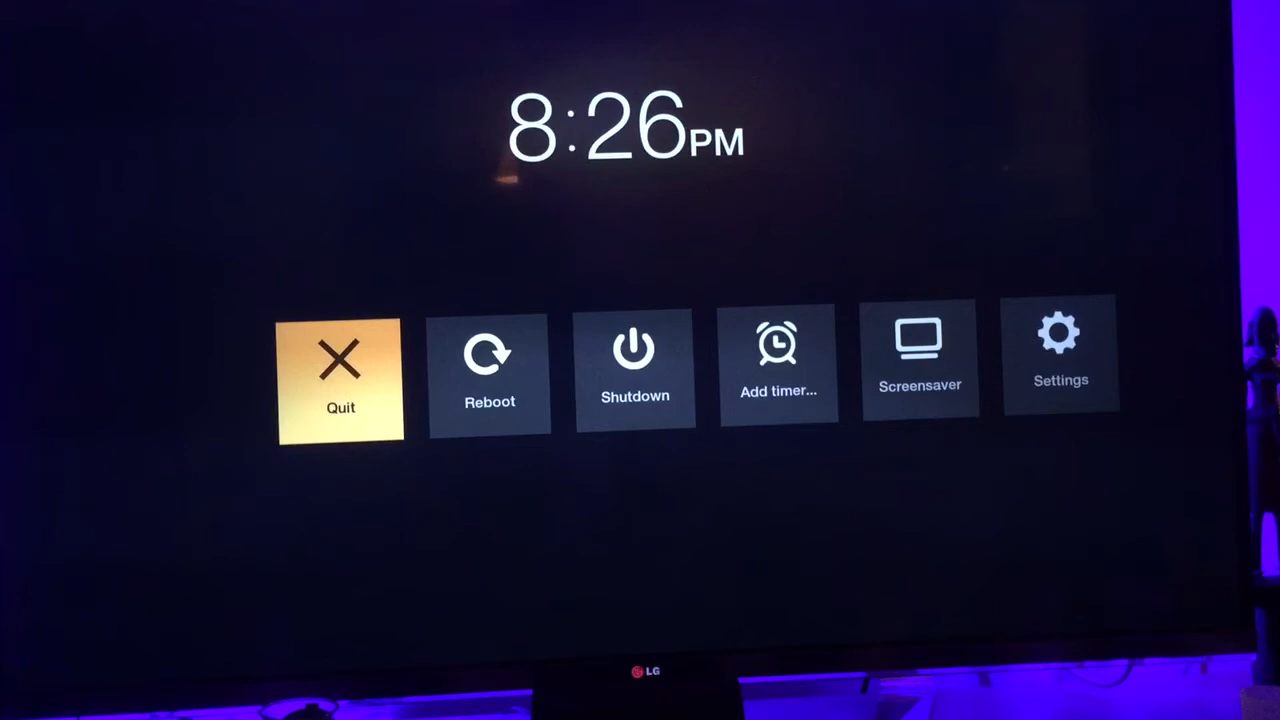 8:26PM
Quit
Reboot
Shutdown
Add timer...
Screensaver
Settings
LG